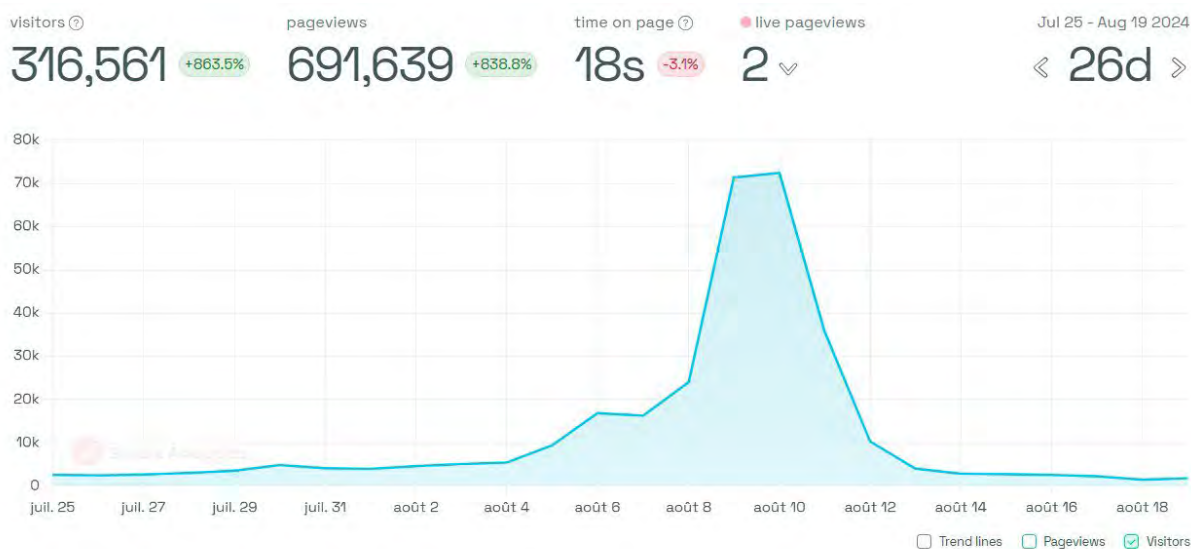 visitors ? pageviews time on page ? live pageviews Jul 25 - Aug 19 2024
316,561 +863.5% 691,639 +838.8% 18s -3.1% 2 26d
80k
70k
60k
50k
40k
30k
20k
10k
0
juil. 25 juil. 27 juil. 29 juil. 31 août 2 août 4 août 6 août 8 août 10 août 12 août 14 août 16 août 18
Trend lines Pageviews Visitors